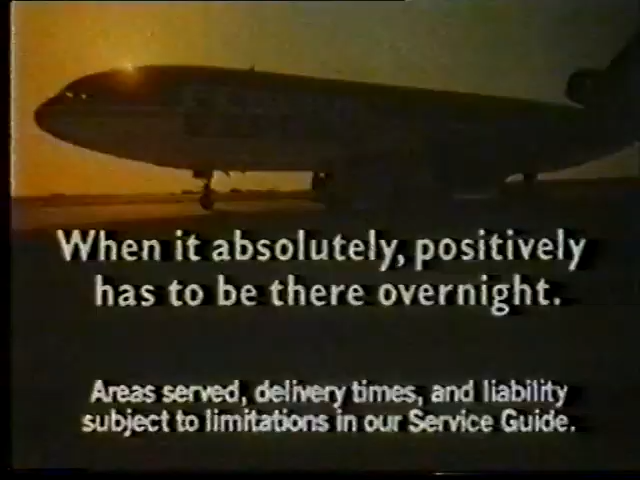 When it absolutely, positively
has to be there overnight.
Areas served, delivery times, and liability
subject to limitations in our Service Guide.